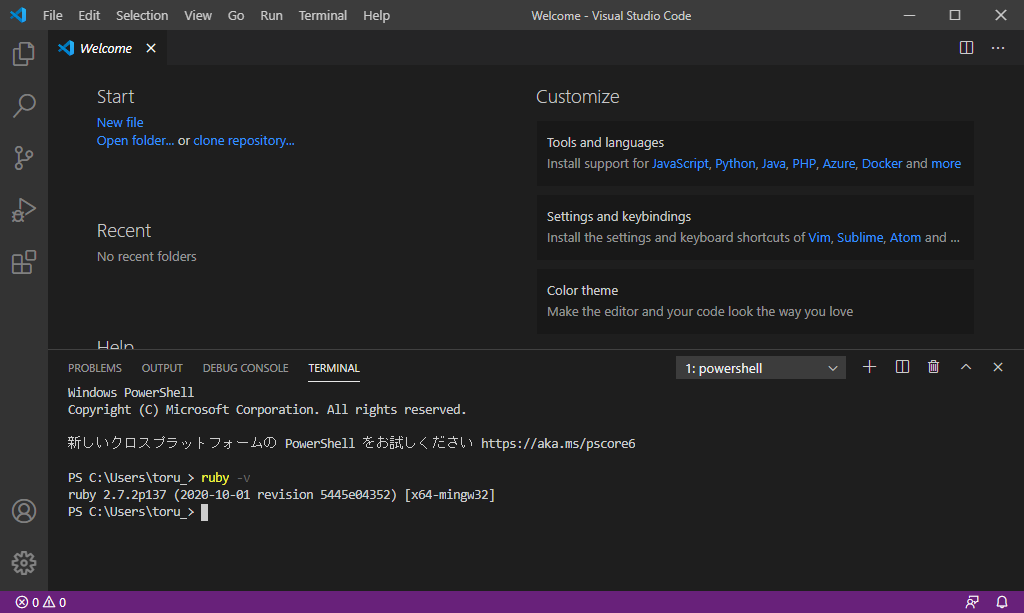 File Edit Selection View Go Run Terminal Help Welcome - Visual Studio Code
Welcome
Start
New file
Open folder... or clone repository...
Recent
No recent folders
Help
Customize
Tools and languages
Install support for JavaScript, Python, Java, PHP, Azure, Docker and more
Settings and keybindings
Install the settings and keyboard shortcuts of Vim, Sublime, Atom and ...
Color theme
Make the editor and your code look the way you love
PROBLEMS OUTPUT DEBUG CONSOLE TERMINAL 1: powershell
Windows PowerShell
Copyright (C) Microsoft Corporation. All rights reserved.
新しいクロスプラットフォームの PowerShell をお試しください https://aka.ms/pscore6
PS C:\Users\toru_> ruby -v
ruby 2.7.2p137 (2020-10-01 revision 5445e04352) [x64-mingw32]
PS C:\Users\toru_>
0 0